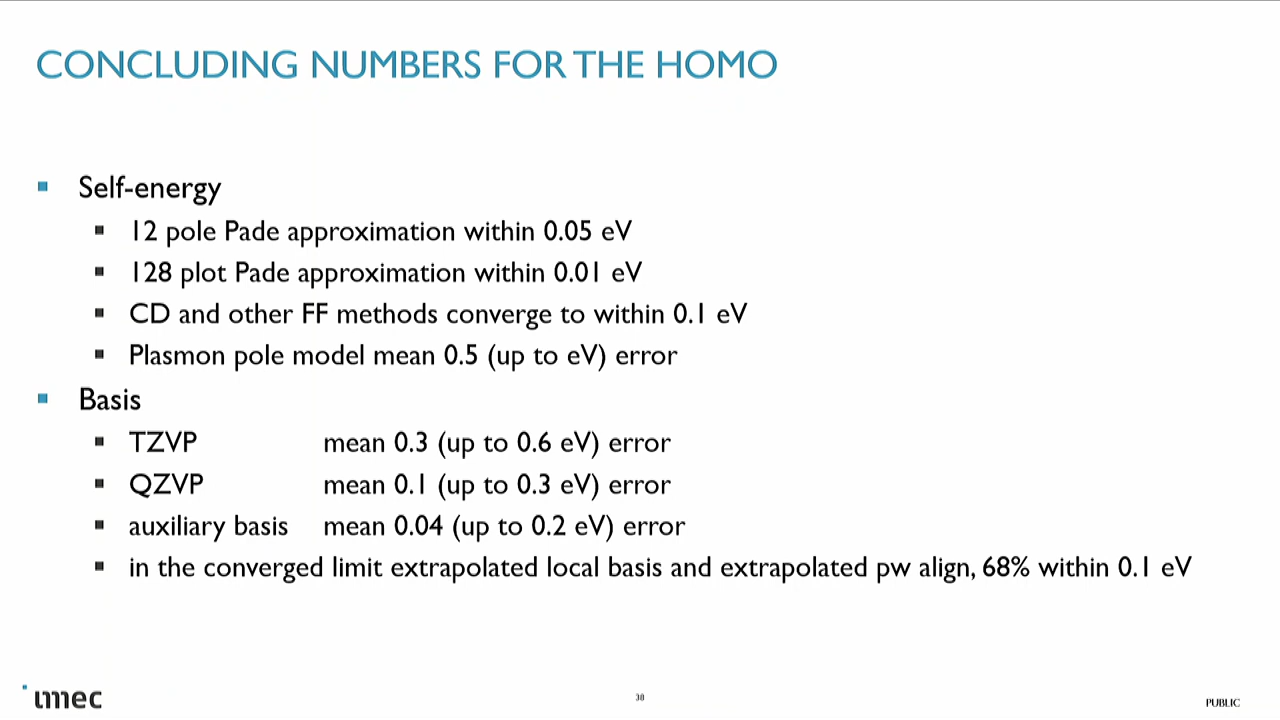 CONCLUDING NUMBERS FOR THE HOMO
Self-energy
12 pole Pade approximation within 0.05 eV
128 plot Pade approximation within 0.01 eV
CD and other FF methods converge to within 0.1 eV
Plasmon pole model mean 0.5 (up to eV) error
Basis
TZVP mean 0.3 (up to 0.6 eV) error
QZVP mean 0.1 (up to 0.3 eV) error
auxiliary basis mean 0.04 (up to 0.2 eV) error
in the converged limit extrapolated local basis and extrapolated pw align, 68% within 0.1 eV
imec
38
PUBLIC